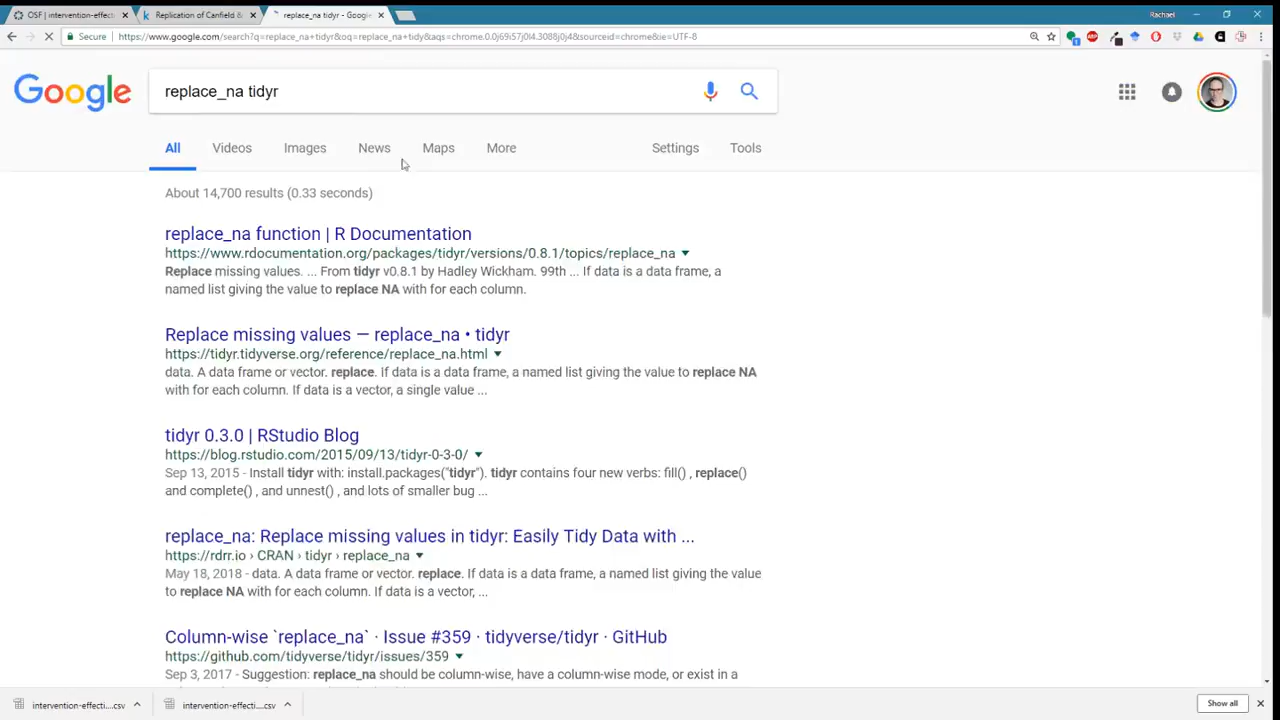 OSF | intervention-effecti
Replication of Canfield &
replace_na tidyr - Goog
Rachael
Secure
https://www.google.com/search?q=replace_na+tidyr&oq=replace_na+tidy&aqs=chrome.0.0j69i57j0l4.3088j0j4&sourceid=chrome&ie=UTF-8
Google
replace_na tidyr
All
Videos
Images
News
Maps
More
Settings
Tools
About 14,700 results (0.33 seconds)
replace_na function | R Documentation
https://www.rdocumentation.org/packages/tidyr/versions/0.8.1/topics/replace_na
Replace missing values. ... From tidyr v0.8.1 by Hadley Wickham. 99th ... If data is a data frame, a
named list giving the value to replace NA with for each column.
Replace missing values — replace_na • tidyr
https://tidyr.tidyverse.org/reference/replace_na.html
data. A data frame or vector. replace. If data is a data frame, a named list giving the value to replace NA
with for each column. If data is a vector, a single value ...
tidyr 0.3.0 | RStudio Blog
https://blog.rstudio.com/2015/09/13/tidyr-0-3-0/
Sep 13, 2015 - Install tidyr with: install.packages("tidyr"). tidyr contains four new verbs: fill() , replace()
and complete() , and unnest() , and lots of smaller bug ...
replace_na: Replace missing values in tidyr: Easily Tidy Data with ...
https://rdrr.io › CRAN › tidyr › replace_na
May 18, 2018 - data. A data frame or vector. replace. If data is a data frame, a named list giving the value
to replace NA with for each column. If data is a vector, ...
Column-wise `replace_na` · Issue #359 · tidyverse/tidyr · GitHub
https://github.com/tidyverse/tidyr/issues/359
Sep 3, 2017 - Suggestion: replace_na should be column-wise, have a column-wise mode, or exist in a
intervention-effecti....csv
intervention-effecti....csv
Show all